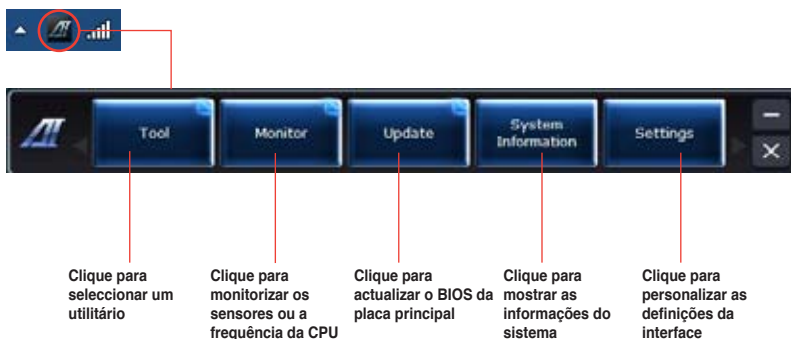 Tool
Monitor
Update
System
Information
Settings
Clique para
seleccionar um
utilitário
Clique para
monitorizar os
sensores ou a
frequência da CPU
Clique para
actualizar o BIOS da
placa principal
Clique para
mostrar as
informações do
sistema
Clique para
personalizar as
definições da
interface